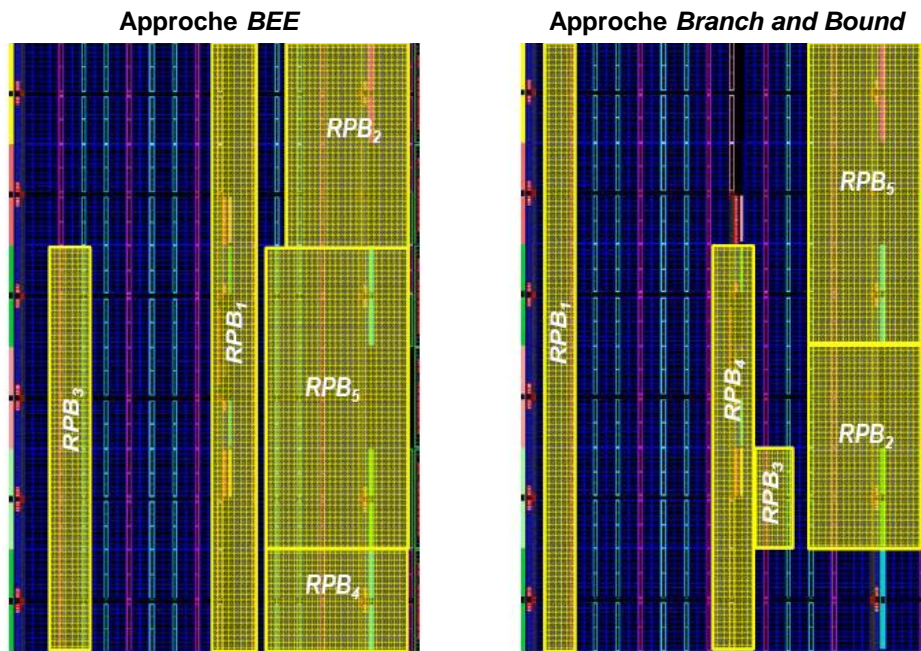 Approche BEE
Approche Branch and Bound
RPB2
RPB1
RPB3
RPB5
RPB4
RPB5
RPB1
RPB4
RPB2
RPB3